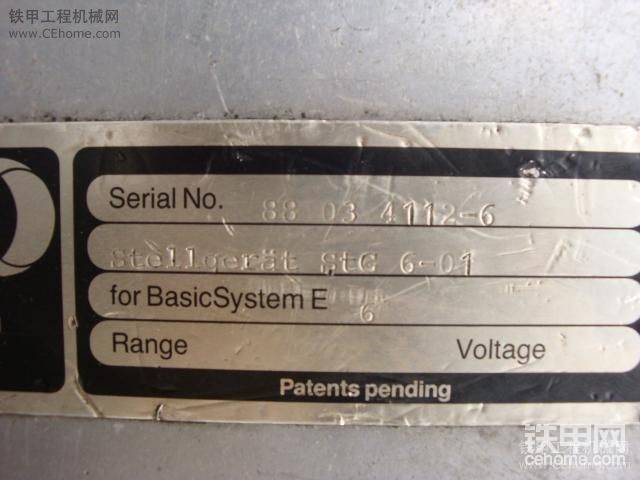 铁甲工程机械网
www.CEhome.com
Serial No. 88 03 4112-6
Stellgerät StG 6-01
for BasicSystem E 6
Range Voltage
Patents pending
铁甲网
cehome.com